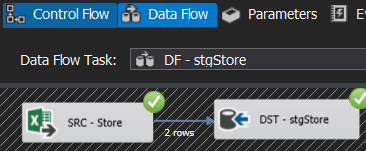 Control Flow Data Flow Parameters
Data Flow Task: DF - stgStore
SRC - Store DST - stgStore
2 rows